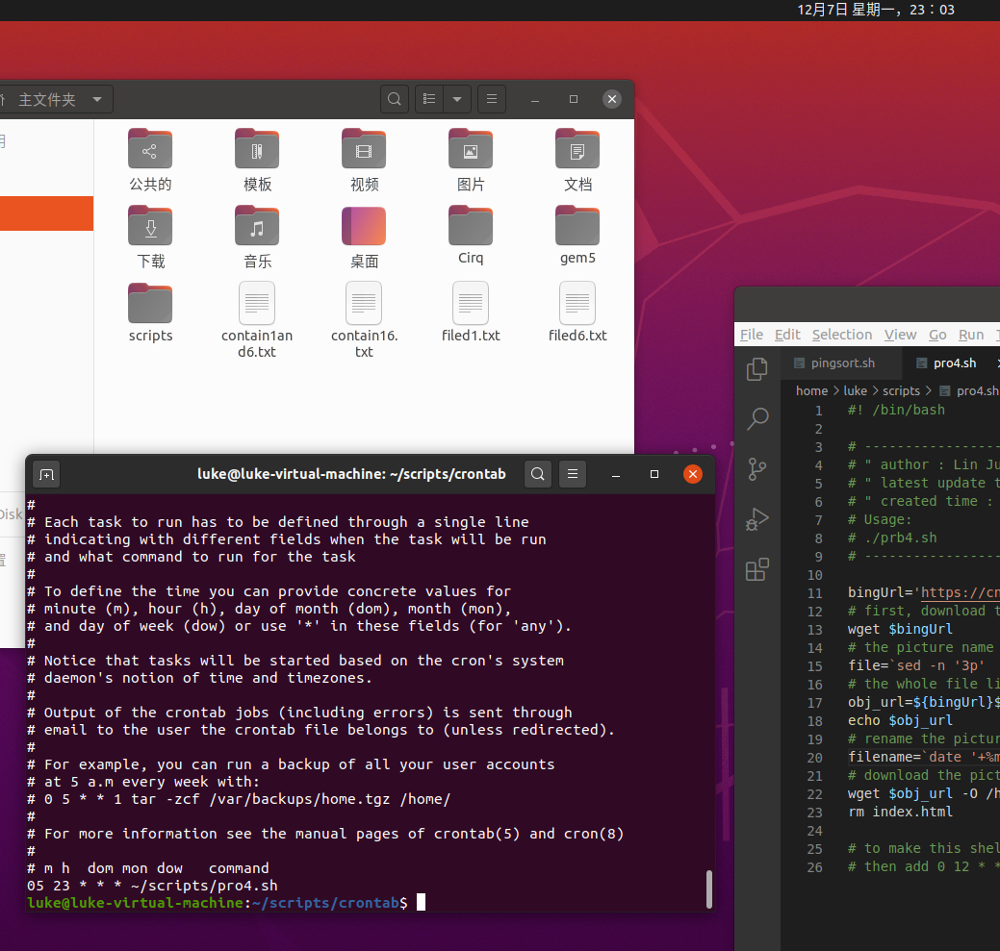 12月7日 星期一，23：03
主文件夹
公共的
模板
视频
图片
文档
下载
音乐
桌面
Cirq
gem5
scripts
contain1an
d6.txt
contain16.
txt
filed1.txt
filed6.txt
Disk
置
luke@luke-virtual-machine: ~/scripts/crontab
#
# Each task to run has to be defined through a single line
# indicating with different fields when the task will be run
# and what command to run for the task
#
# To define the time you can provide concrete values for
# minute (m), hour (h), day of month (dom), month (mon),
# and day of week (dow) or use '*' in these fields (for 'any').
#
# Notice that tasks will be started based on the cron's system
# daemon's notion of time and timezones.
#
# Output of the crontab jobs (including errors) is sent through
# email to the user the crontab file belongs to (unless redirected).
#
# For example, you can run a backup of all your user accounts
# at 5 a.m every week with:
# 0 5 * * 1 tar -zcf /var/backups/home.tgz /home/
#
# For more information see the manual pages of crontab(5) and cron(8)
#
# m h  dom mon dow   command
05 23 * * * ~/scripts/pro4.sh
luke@luke-virtual-machine:~/scripts/crontab$
File Edit Selection View Go Run
pingsort.sh
pro4.sh
home > luke > scripts > pro4.sh
1 #! /bin/bash
2
3 # -----------------
4 # " author : Lin Ju
5 # " latest update t
6 # " created time :
7 # Usage:
8 # ./prb4.sh
9 # -----------------
10
11 bingUrl='https://cn
12 # first, download t
13 wget $bingUrl
14 # the picture name
15 file=`sed -n '3p'
16 # the whole file li
17 obj_url=${bingUrl}$
18 echo $obj_url
19 # rename the pictur
20 filename=`date '+%m
21 # download the pict
22 wget $obj_url -O /h
23 rm index.html
24
25 # to make this shel
26 # then add 0 12 * *